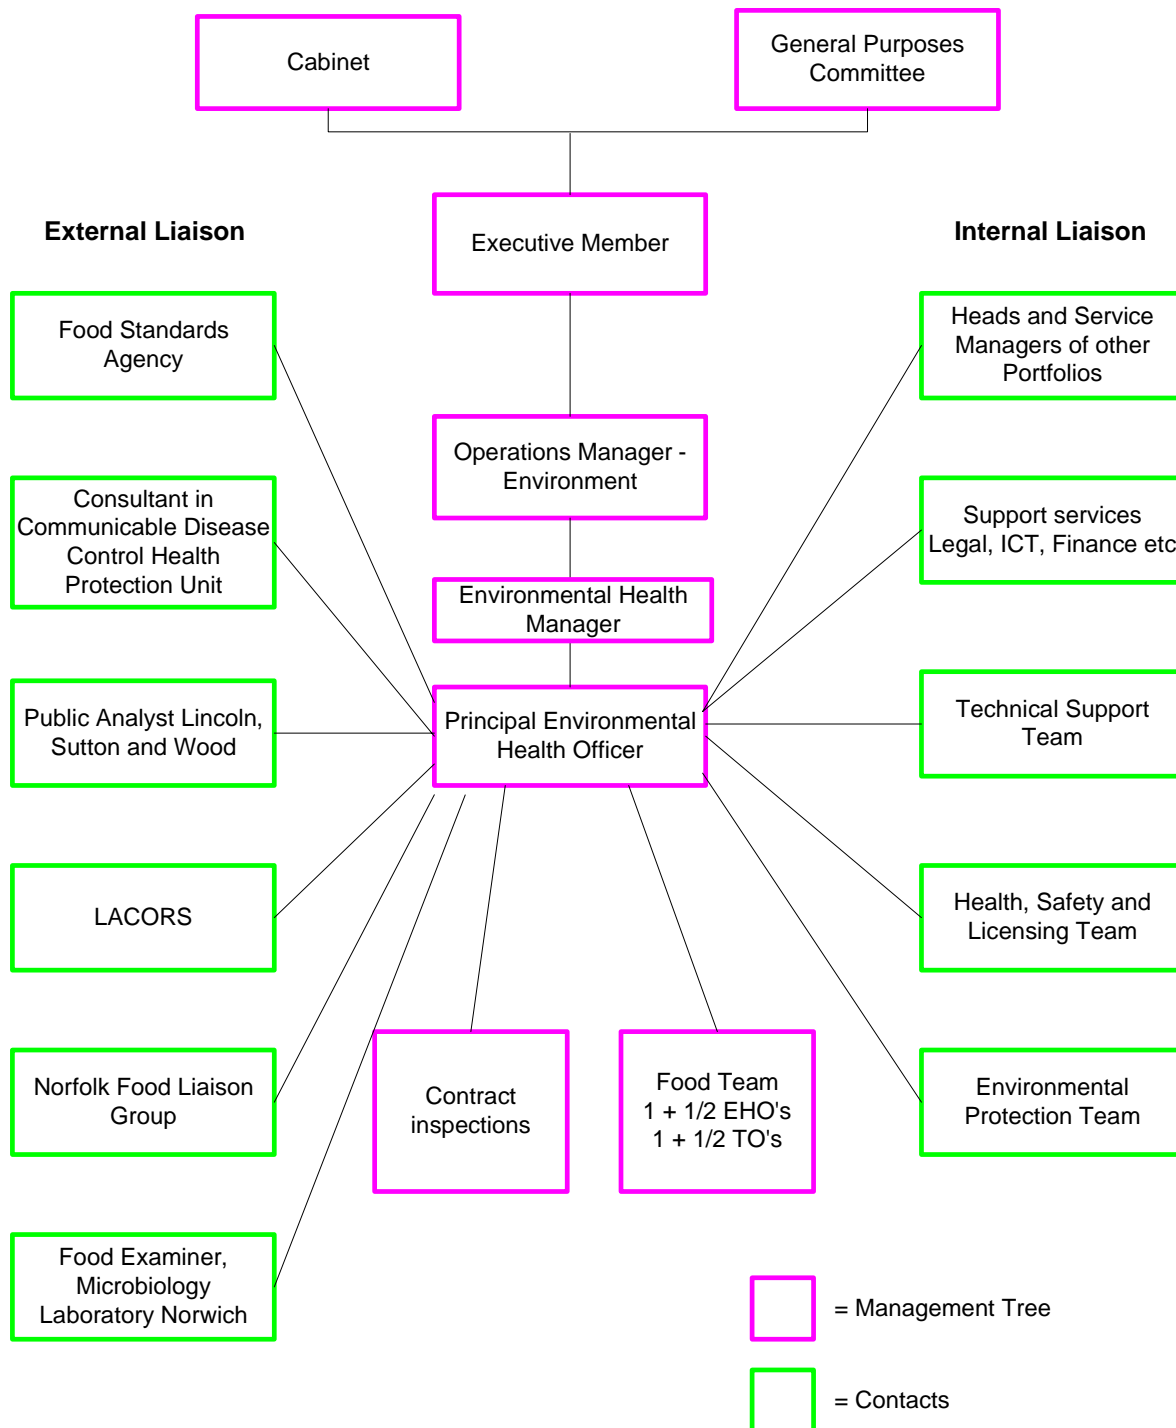 Cabinet
General Purposes
Committee
External Liaison
Executive Member
Internal Liaison
Food Standards
Agency
Heads and Service
Managers of other
Portfolios
Operations Manager -
Environment
Consultant in
Communicable Disease
Control Health
Protection Unit
Support services
Legal, ICT, Finance etc
Environmental Health
Manager
Public Analyst Lincoln,
Sutton and Wood
Principal Environmental
Health Officer
Technical Support
Team
LACORS
Health, Safety and
Licensing Team
Norfolk Food Liaison
Group
Contract
inspections
Food Team
1 + 1/2 EHO's
1 + 1/2 TO's
Environmental
Protection Team
Food Examiner,
Microbiology
Laboratory Norwich
= Management Tree
= Contacts